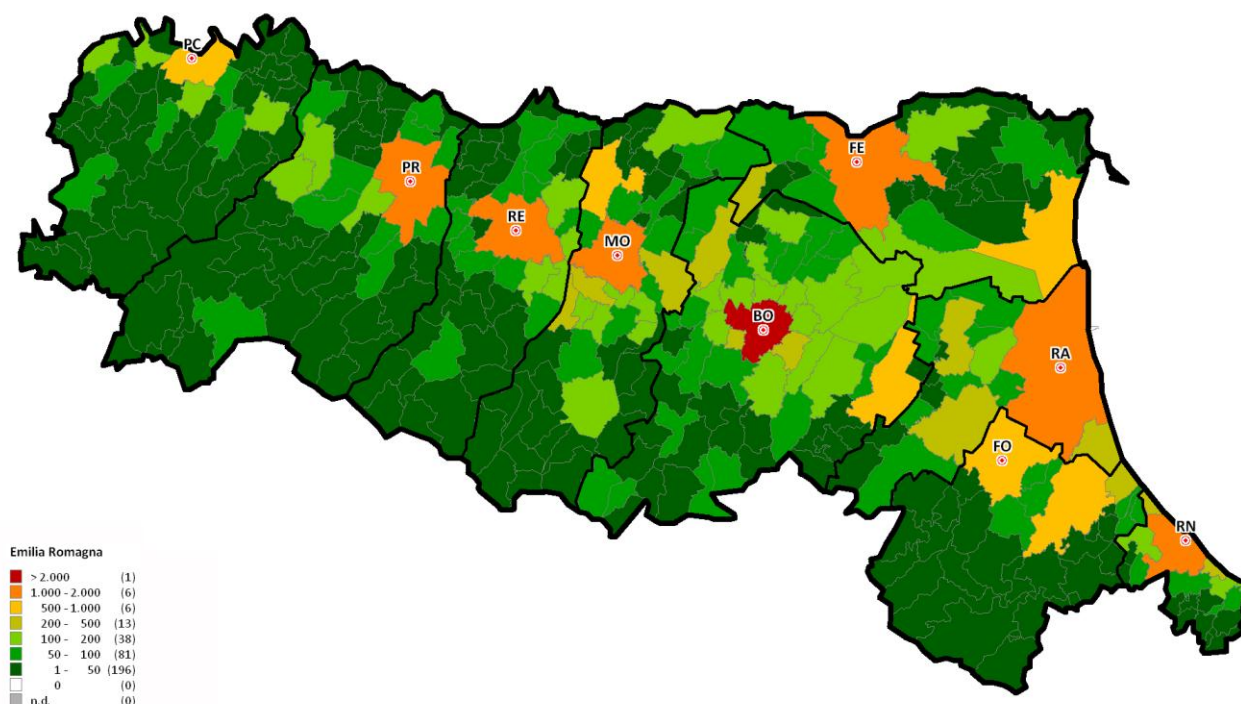 PC
FE
PR
RE
MO
BO
RA
FO
RN
Emilia Romagna
> 2.000 (1)
1.000 - 2.000 (6)
500 - 1.000 (6)
200 - 500 (13)
100 - 200 (38)
50 - 100 (81)
1 - 50 (196)
0 (0)
n.d. (0)